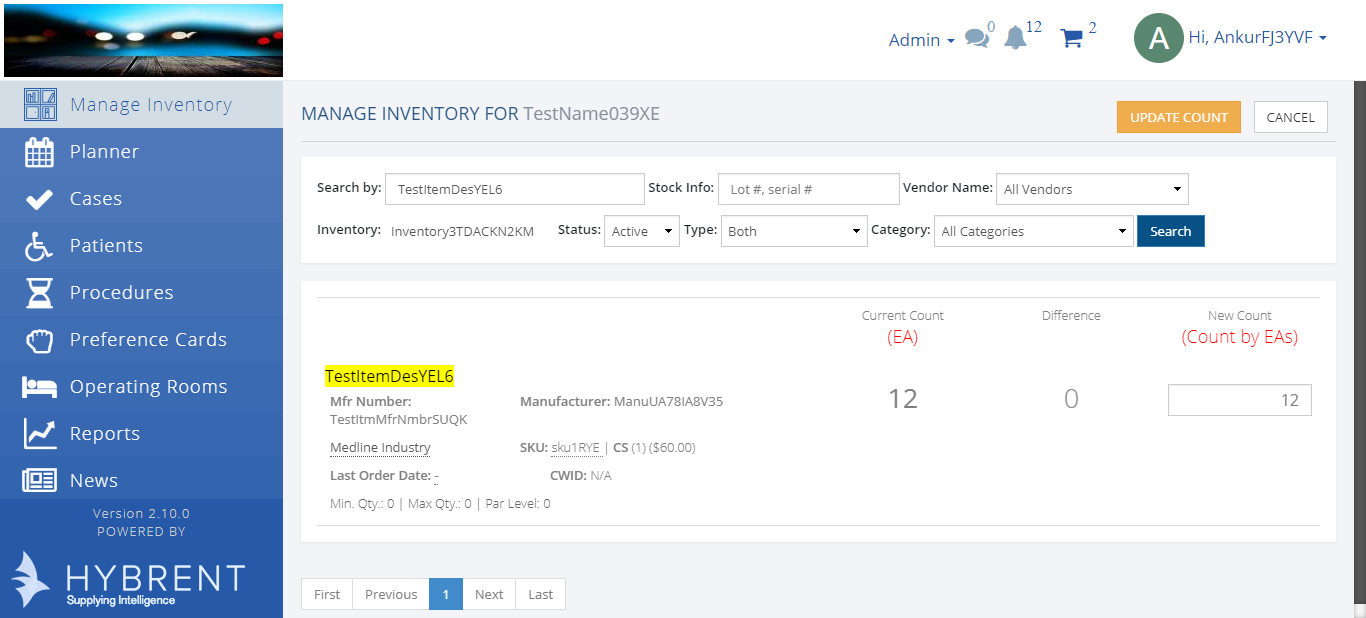 Admin 0 12 2 A Hi, AnkurFJ3YVF
Manage Inventory
Planner
Cases
Patients
Procedures
Preference Cards
Operating Rooms
Reports
News
Version 2.10.0
POWERED BY
HYBRENT
Supplying Intelligence
MANAGE INVENTORY FOR TestName039XE UPDATE COUNT CANCEL
Search by: TestItemDesYEL6 Stock Info: Lot #, serial # Vendor Name: All Vendors
Inventory: Inventory3TDACKN2KM Status: Active Type: Both Category: All Categories Search
Current Count Difference New Count
(EA) (Count by EAs)
TestItemDesYEL6
Mfr Number: Manufacturer: ManuUA78IA8V35 12 0 12
TestItmMfrNmbrSUQK
Medline Industry SKU: sku1RYE | CS (1) ($60.00)
Last Order Date: - CWID: N/A
Min. Qty.: 0 | Max Qty.: 0 | Par Level: 0
First Previous 1 Next Last